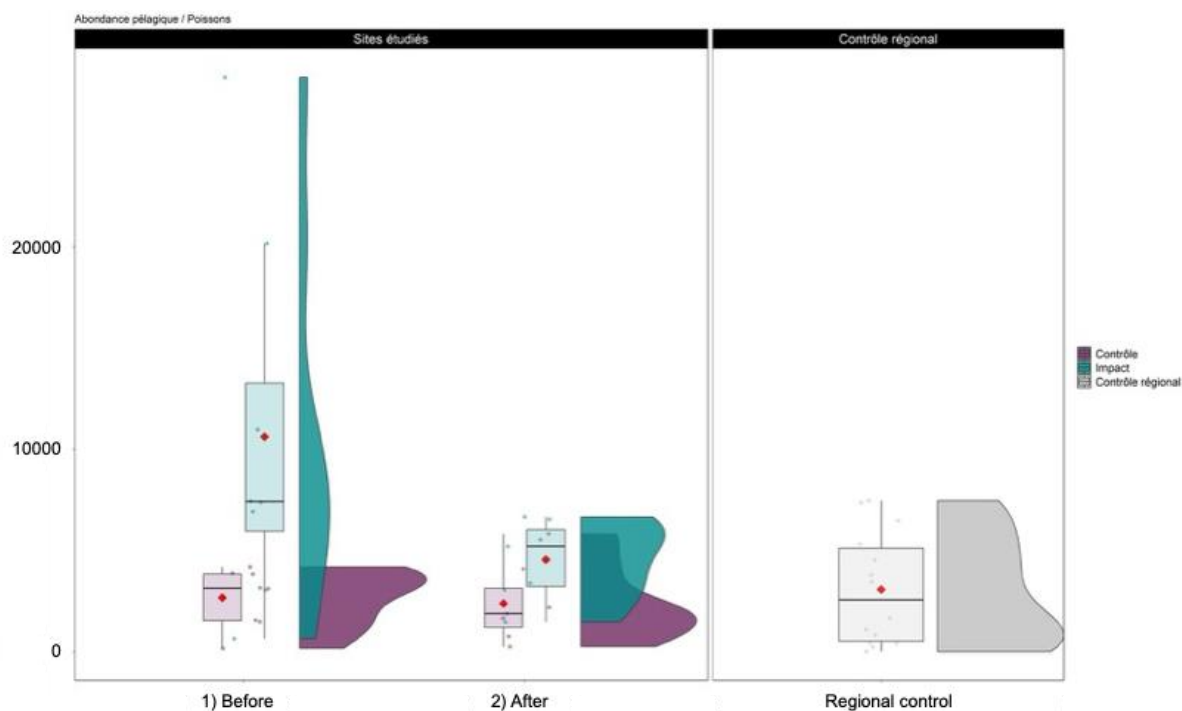 Abondance pélagique / Poissons
Sites étudiés
Contrôle régional
20000
10000
0
Contrôle
Impact
Contrôle régional
1) Before
2) After
Regional control